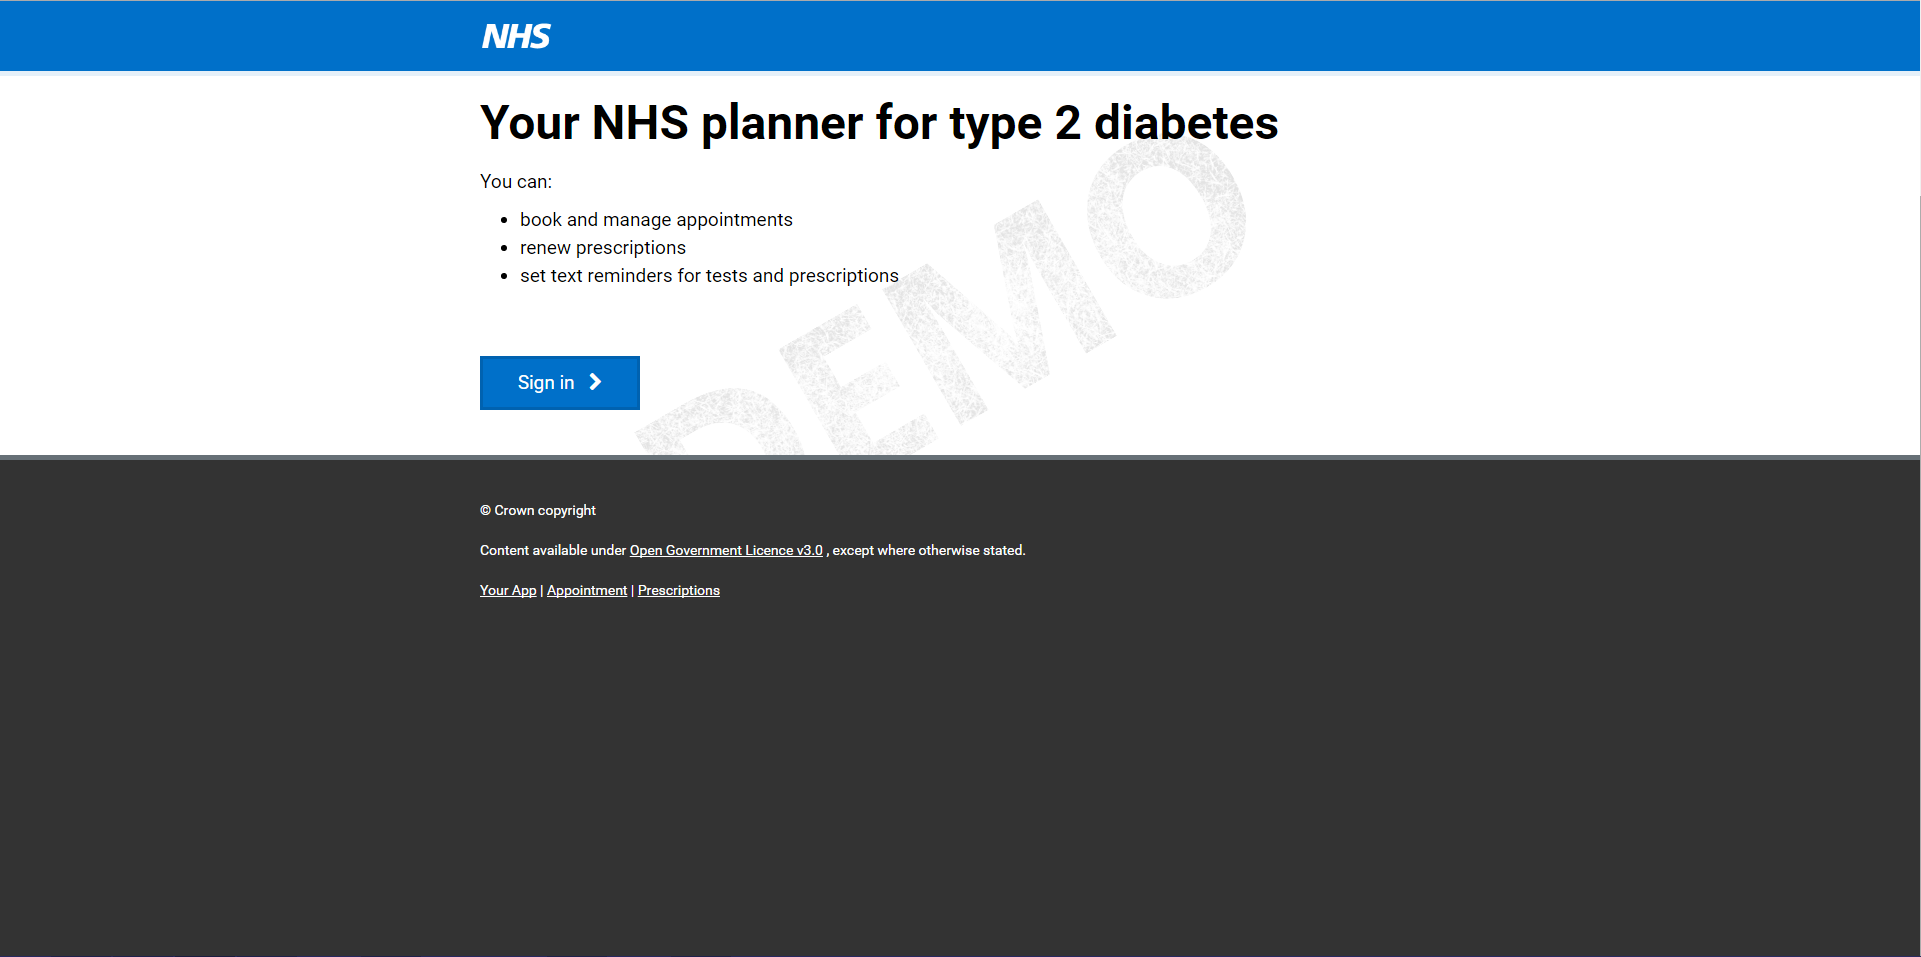 NHS
Your NHS planner for type 2 diabetes
You can:
• book and manage appointments
• renew prescriptions
• set text reminders for tests and prescriptions
DEMO
Sign in
© Crown copyright
Content available under Open Government Licence v3.0 , except where otherwise stated.
Your App | Appointment | Prescriptions